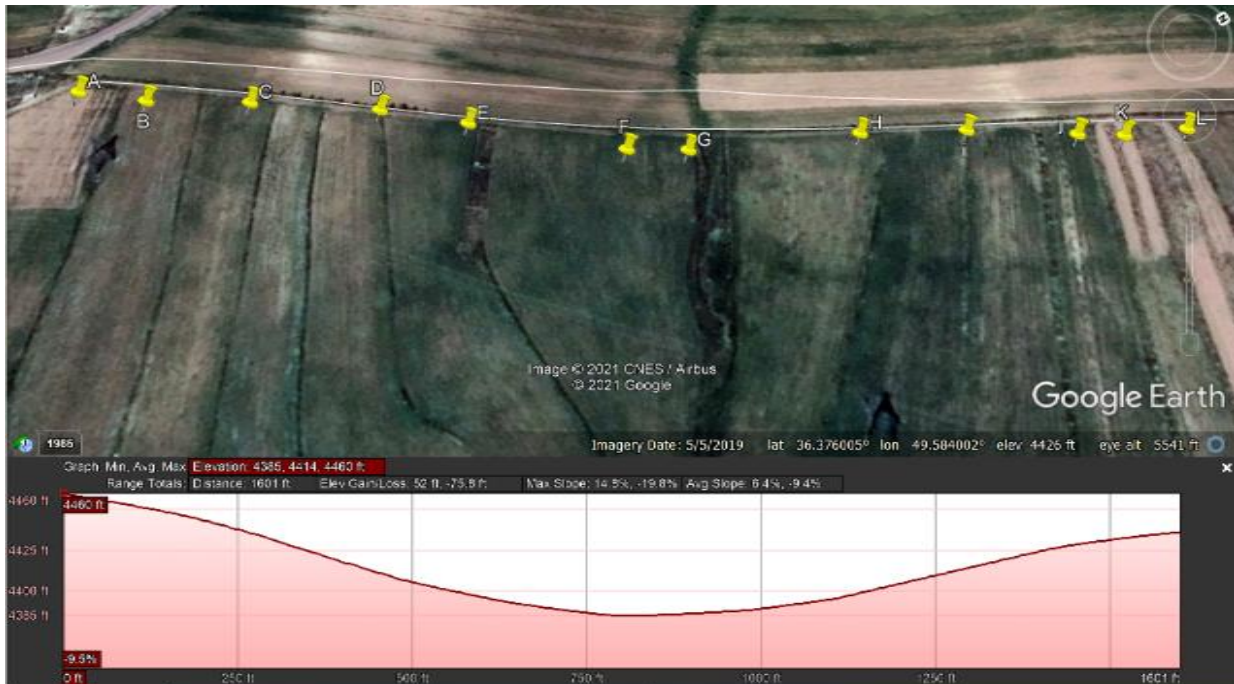 A
B
C
D
E
F
G
H
J
K
L
Image © 2021 CNES / Airbus
© 2021 Google
Google Earth
1985
Imagery Date: 5/5/2019 lat 36.376005° lon 49.584002° elev 4426 ft eye alt 5541 ft
Graph: Min, Avg, Max Elevation: 4385, 4414, 4460 ft
Range Totals: Distance: 1601 ft Elev Gain/Loss: 52 ft, -75.8 ft Max Slope: 14.8%, -19.8% Avg Slope: 6.4%, -9.4%
4460 ft
4460 ft
4425 ft
4400 ft
4385 ft
-9.5%
0 ft
250 ft
500 ft
750 ft
1000 ft
1250 ft
1601 ft